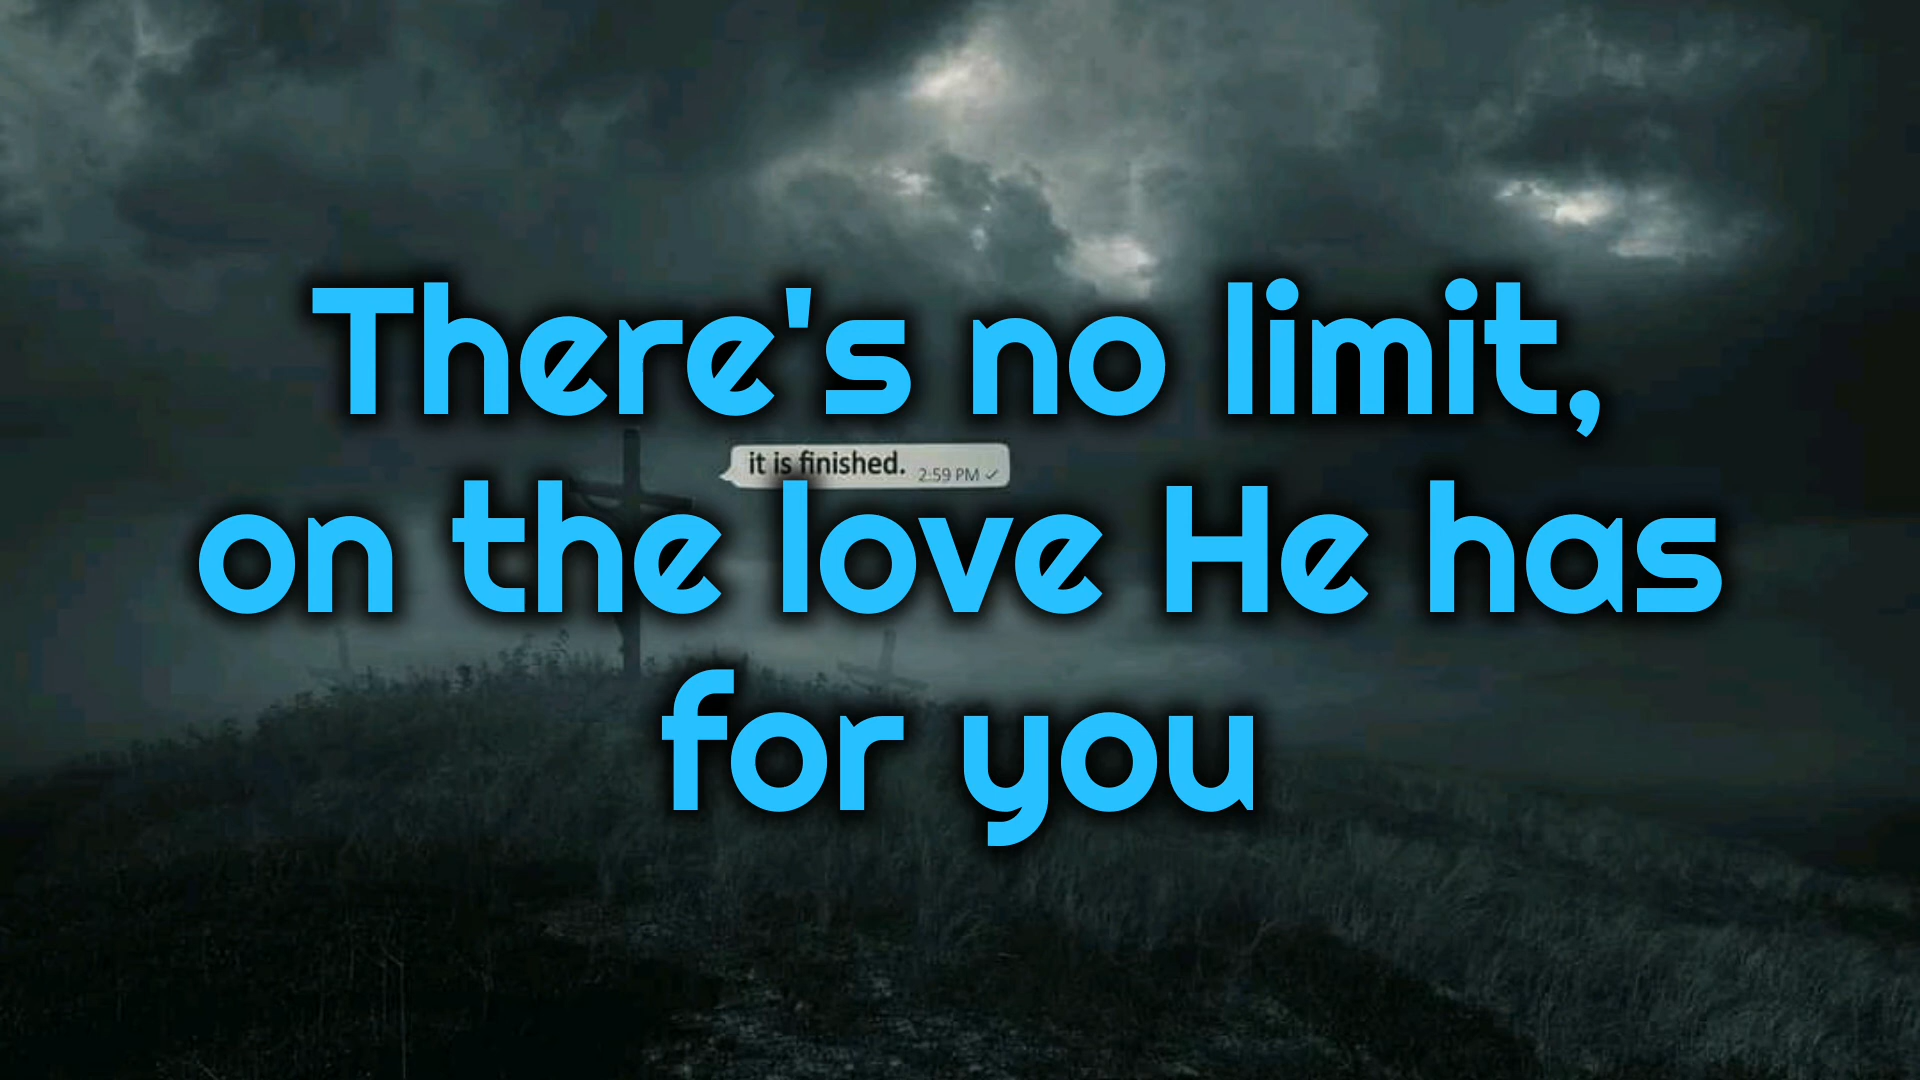 There's no limit,
it is finished. 2:59 PM ✓
on the love He has
for you